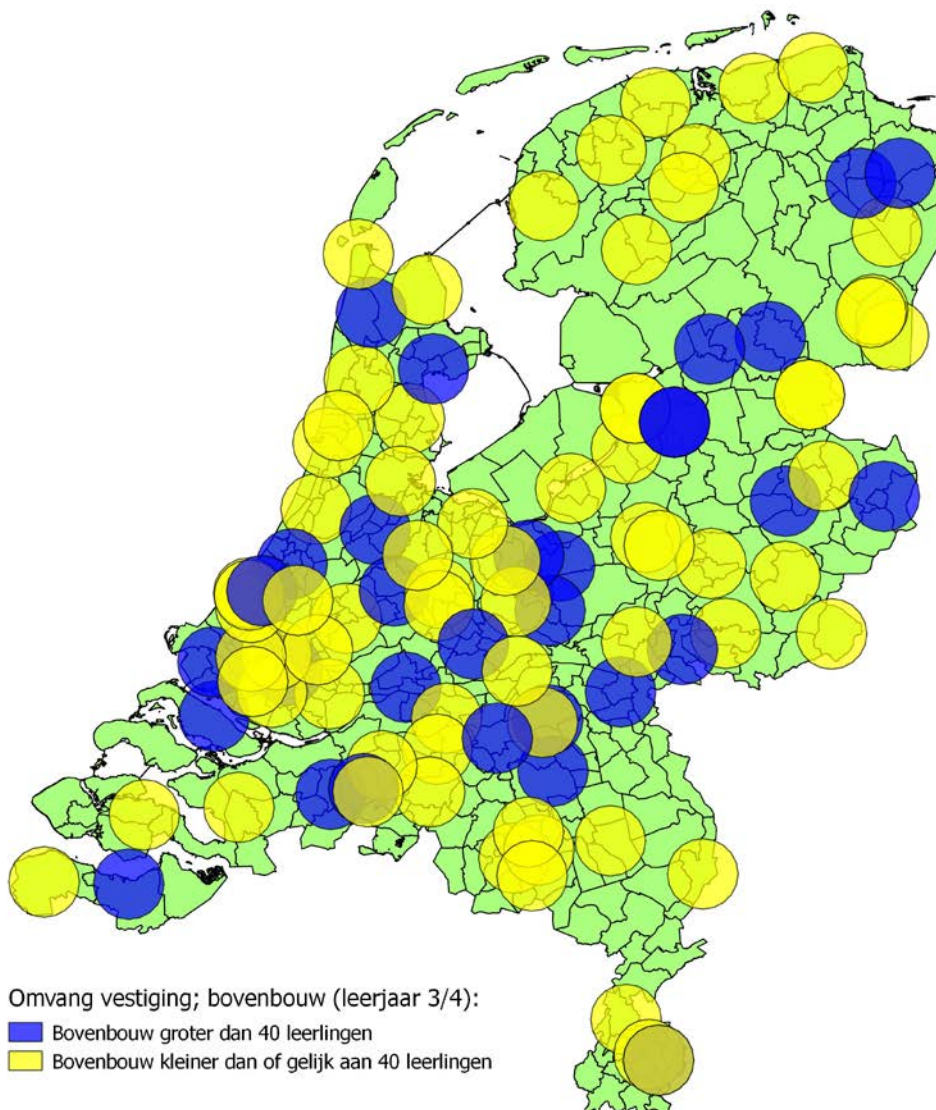 Omvang vestiging; bovenbouw (leerjaar 3/4):
Bovenbouw groter dan 40 leerlingen
Bovenbouw kleiner dan of gelijk aan 40 leerlingen